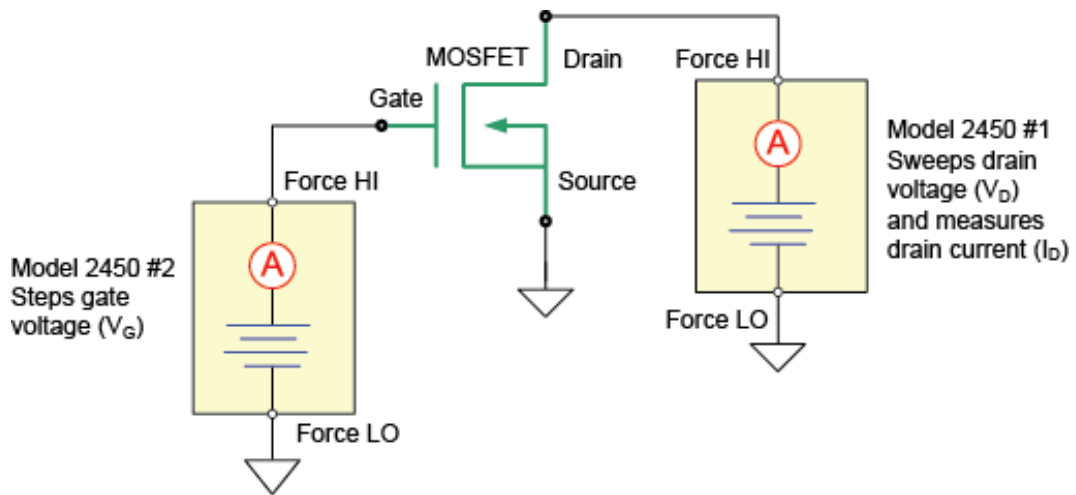 MOSFET
Drain
Gate
Source
Force HI
A
Force LO
Model 2450 #2
Steps gate
voltage (VG)
Force HI
A
Force LO
Model 2450 #1
Sweeps drain
voltage (VD)
and measures
drain current (ID)